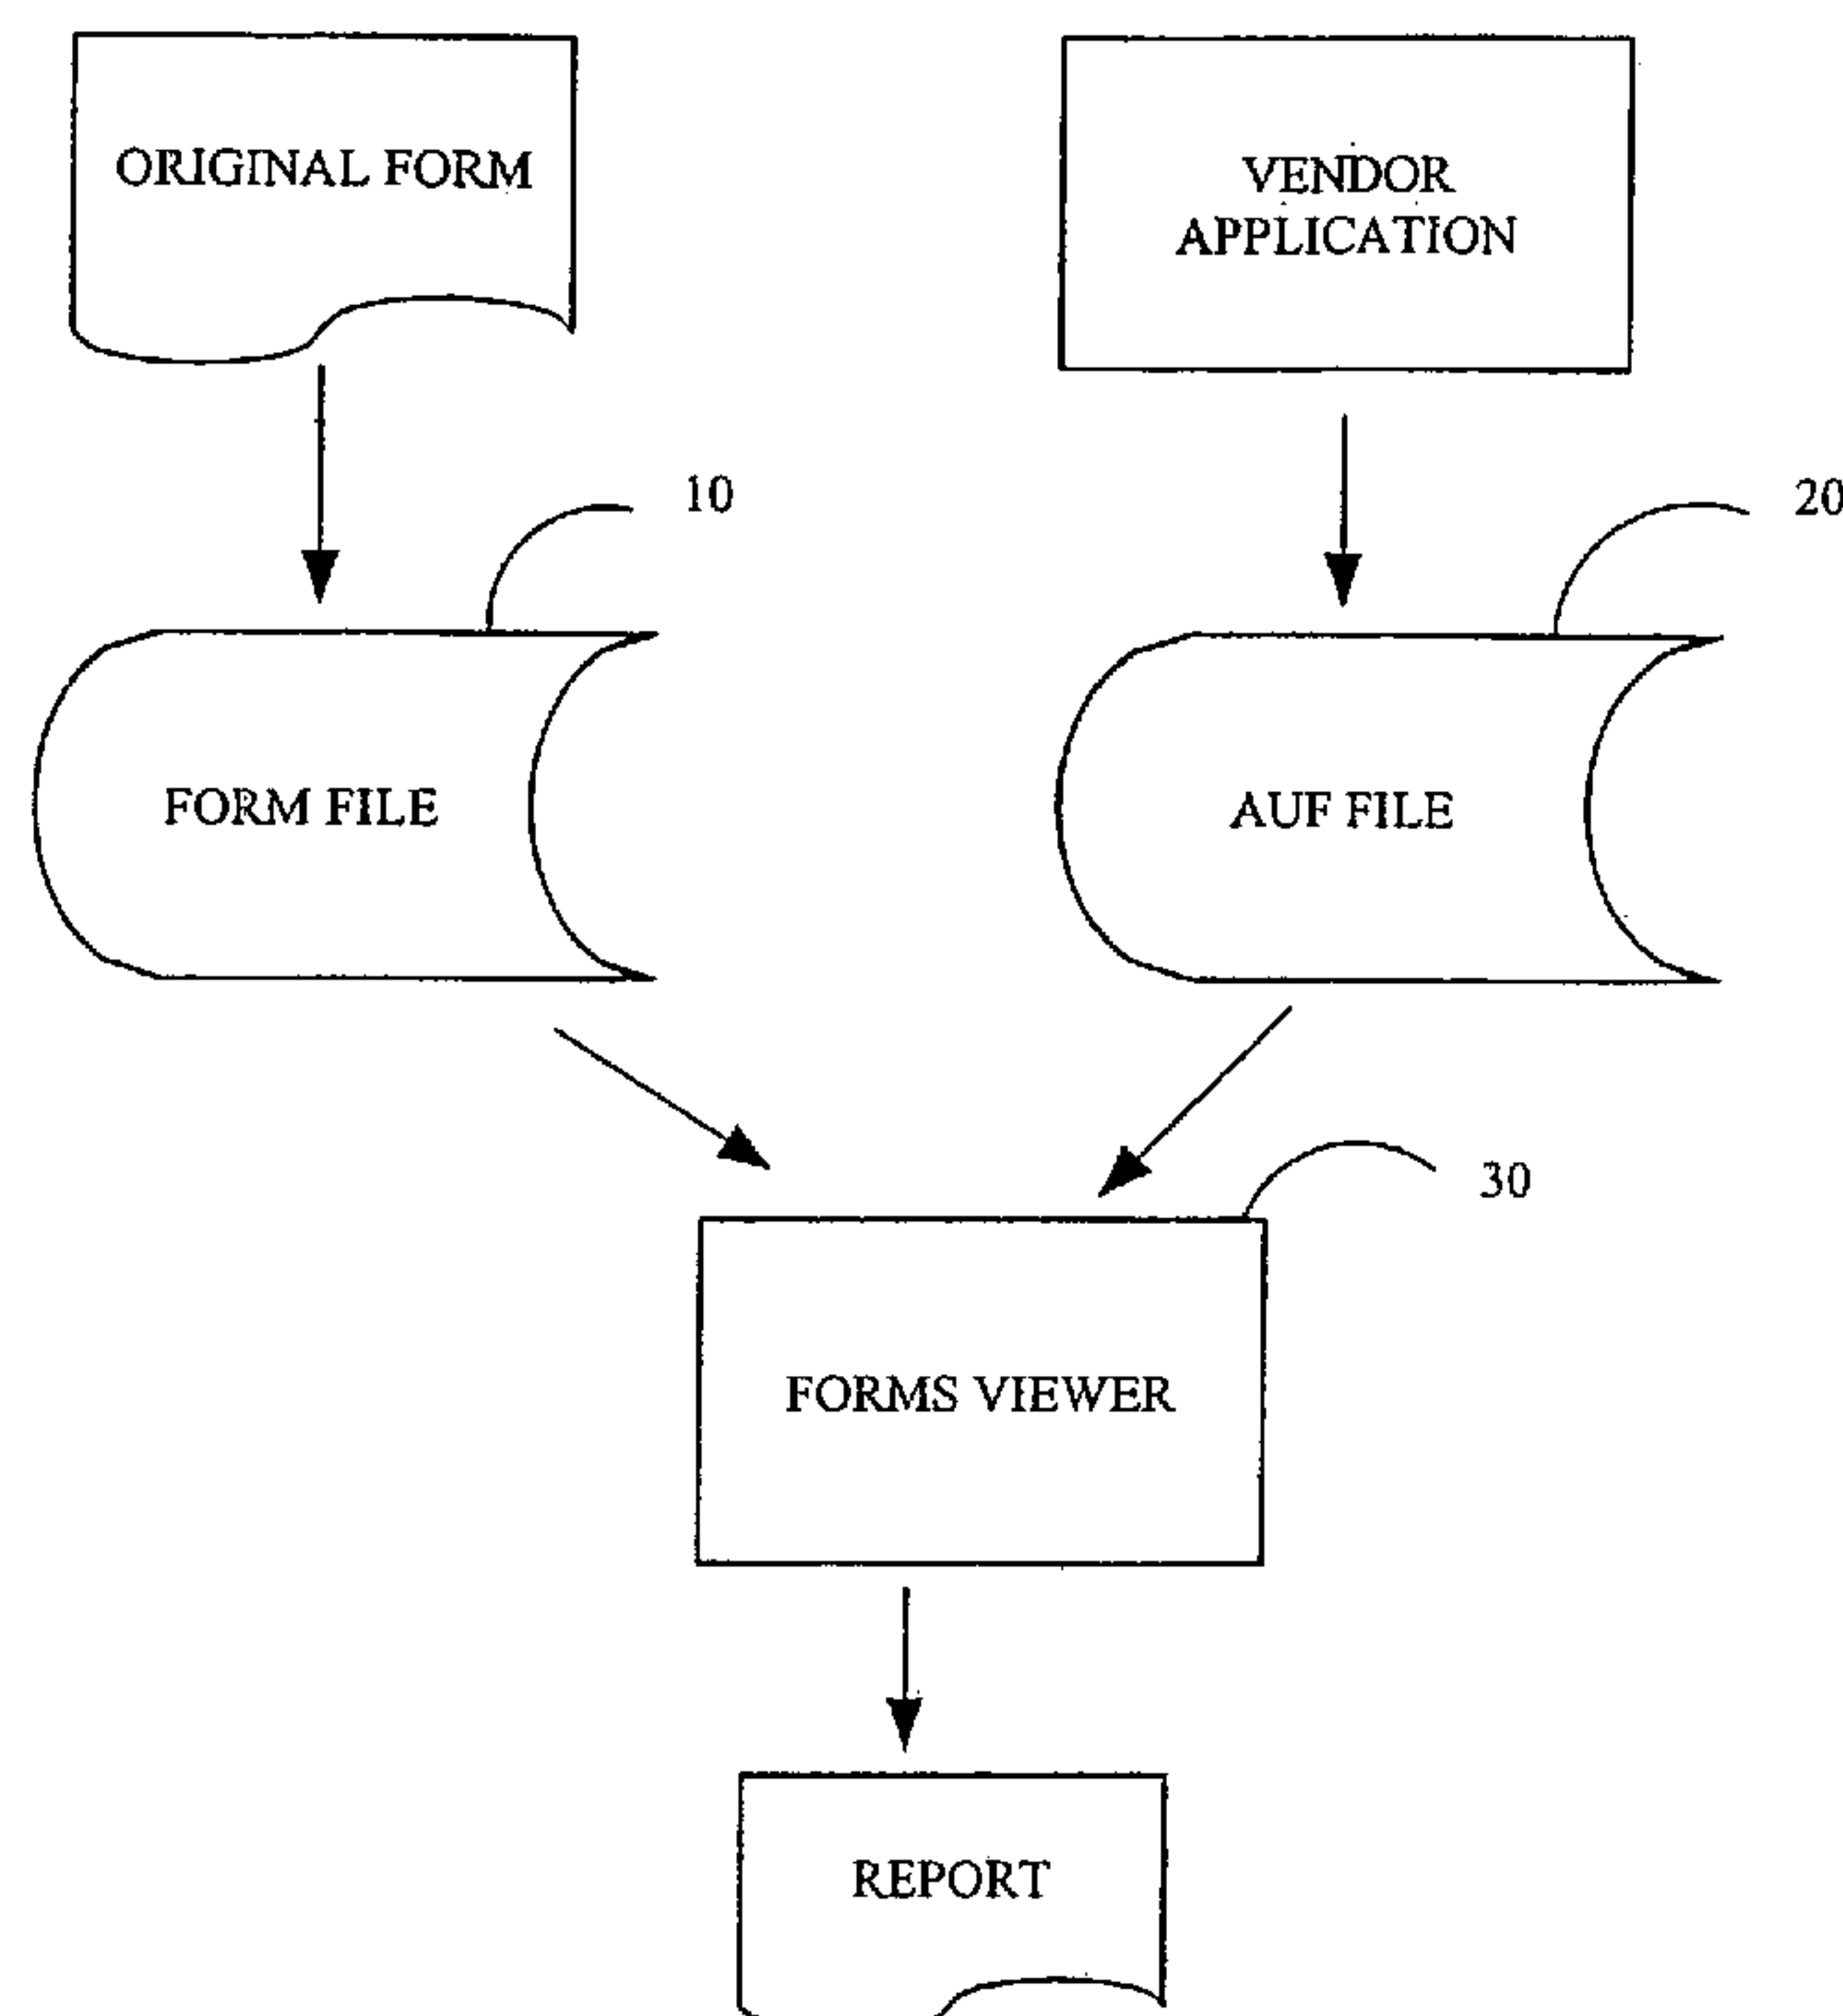 ORIGINAL FORM
VENDOR
APPLICATION
10
20
FORM FILE
AUF FILE
30
FORMS VIEWER
REPORT